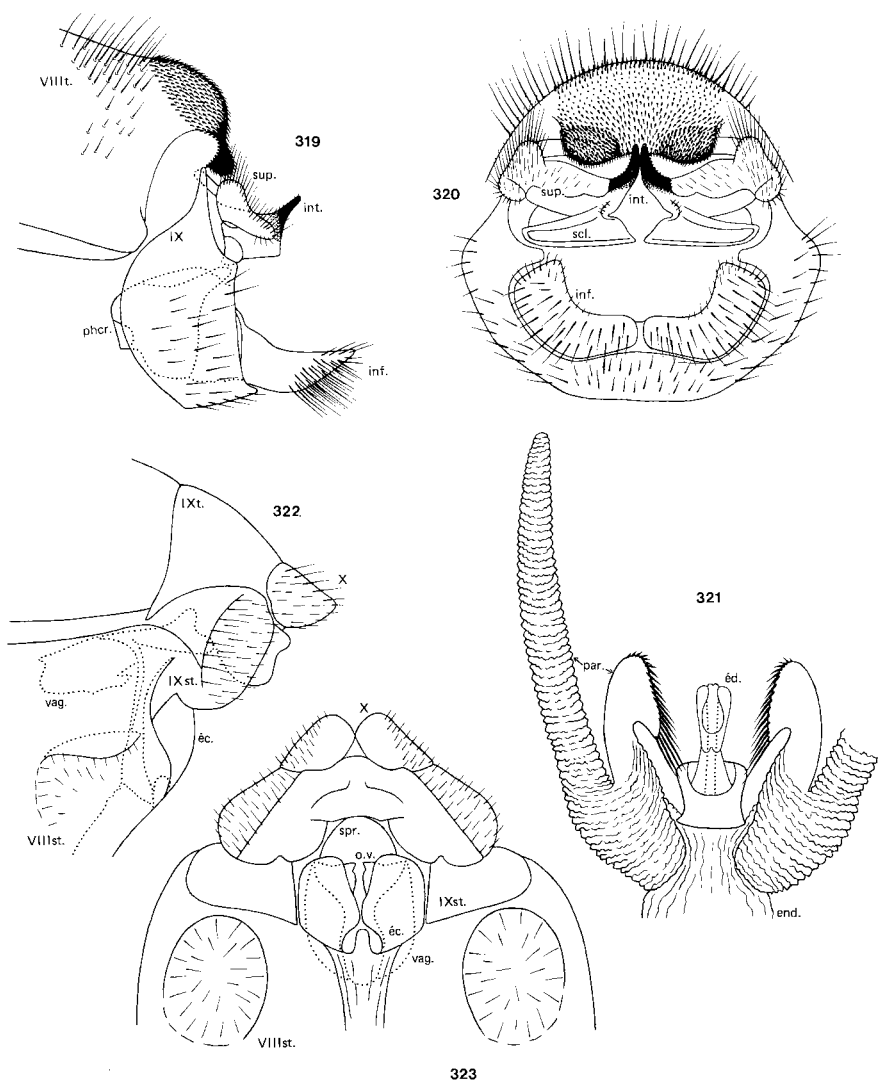 VIIIt.
319
sup.
int.
IX
phcr.
inf.
320
sup.
int.
scl.
inf.
322
IXt.
X
vag.
IXst.
éc.
VIIIst.
321
par.
éd.
end.
X
spr.
o.v.
IXst.
éc.
vag.
VIIIst.
323